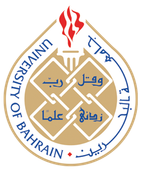 جامعة البحرين
UNIVERSITY OF BAHRAIN
وقل رب
زدني علما